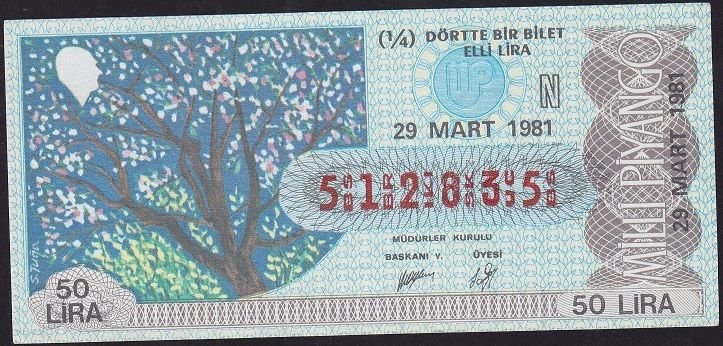 (¼) DÖRTTE BİR BİLET
ELLİ LİRA
MP
N
29 MART 1981
512835
MÜDÜRLER KURULU
BAŞKANI V. ÜYESİ
50
LİRA
50 LİRA
MİLLİ PİYANGO
29 MART 1981